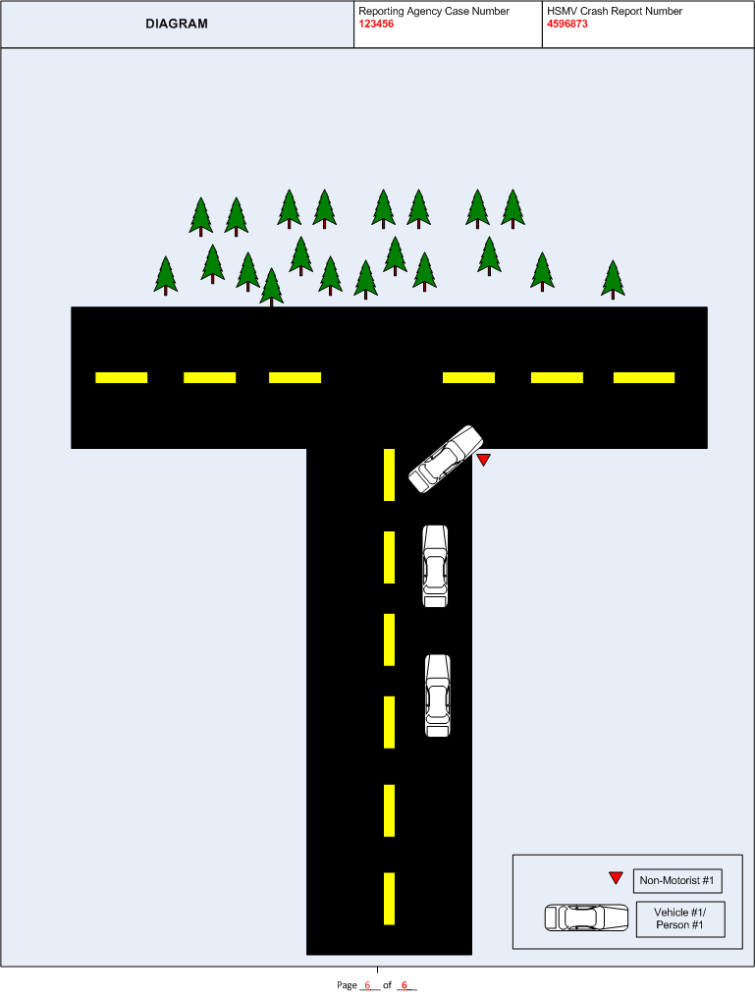 DIAGRAM
Reporting Agency Case Number
123456
HSMV Crash Report Number
4596873
Non-Motorist #1
Vehicle #1/
Person #1
Page 6 of 6